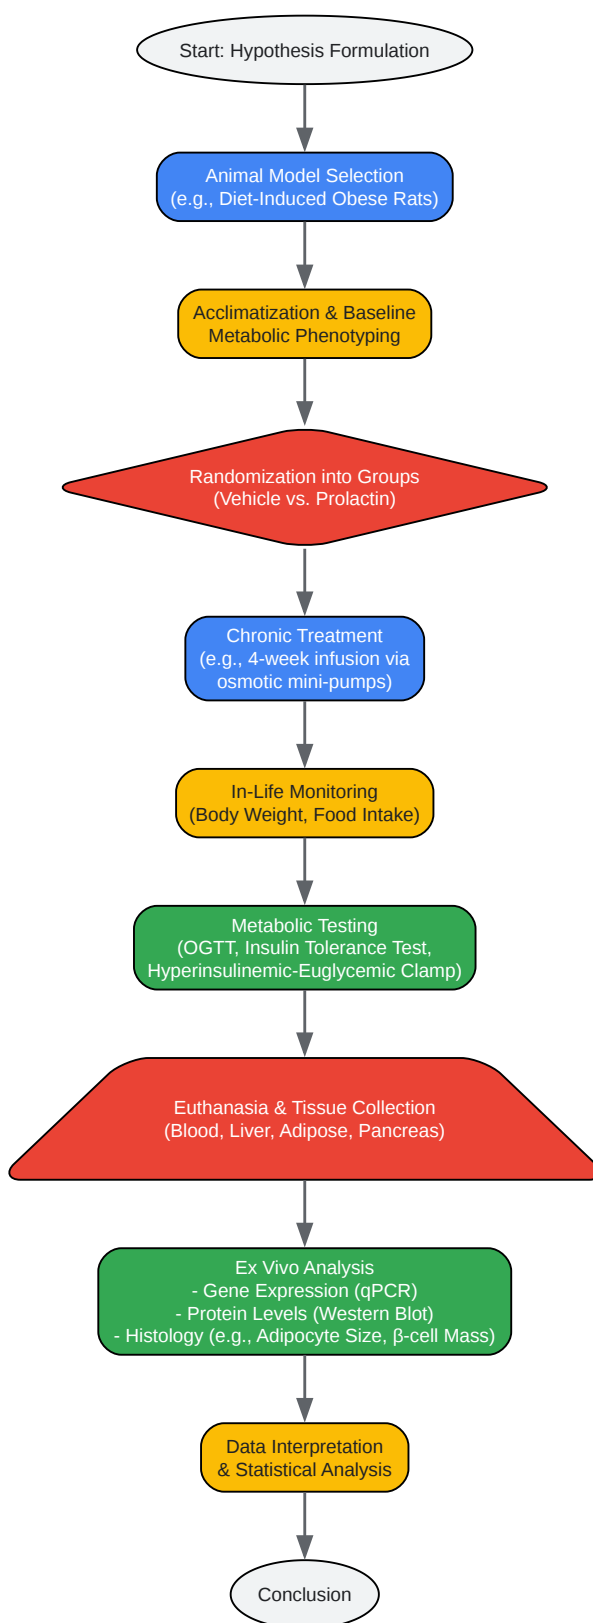 Start: Hypothesis Formulation
Animal Model Selection
(e.g., Diet-Induced Obese Rats)
Acclimatization & Baseline
Metabolic Phenotyping
Randomization into Groups
(Vehicle vs. Prolactin)
Chronic Treatment
(e.g., 4-week infusion via
osmotic mini-pumps)
In-Life Monitoring
(Body Weight, Food Intake)
Metabolic Testing
(OGTT, Insulin Tolerance Test,
Hyperinsulinemic-Euglycemic Clamp)
Euthanasia & Tissue Collection
(Blood, Liver, Adipose, Pancreas)
Ex Vivo Analysis
- Gene Expression (qPCR)
- Protein Levels (Western Blot)
- Histology (e.g., Adipocyte Size, β-cell Mass)
Data Interpretation
& Statistical Analysis
Conclusion